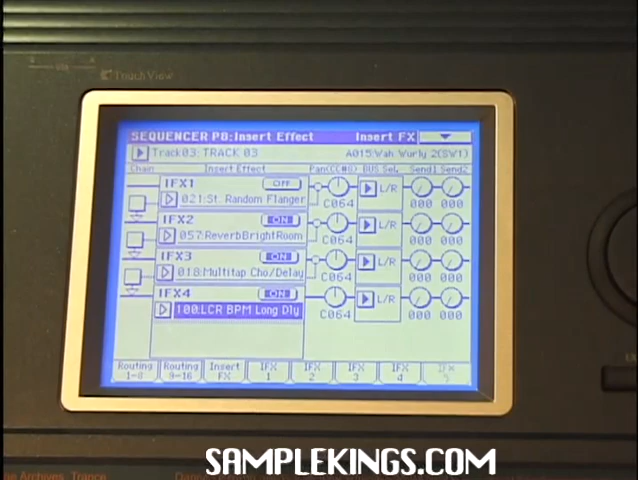 TouchView
SEQUENCER P8:Insert Effect Insert FX
Track03: TRACK 03 A015:Wah Wurly 2(SW1)
Chain Insert Effect Pan(CC#8) BUS Sel. Send1 Send2
IFX1 OFF
021:St. Random Flanger C064 L/R 000 000
IFX2 ON
057:ReverbBrightRoom C064 L/R 000 000
IFX3 ON
018:Multitap Cho/Delay C064 L/R 000 000
IFX4 ON
100:LCR BPM Long Dly C064 L/R 000 000
Routing 1-8 Routing 9-16 Insert FX IFX 1 IFX 2 IFX 3 IFX 4 IFX 5
SAMPLEKINGS.COM
Archives, Trance